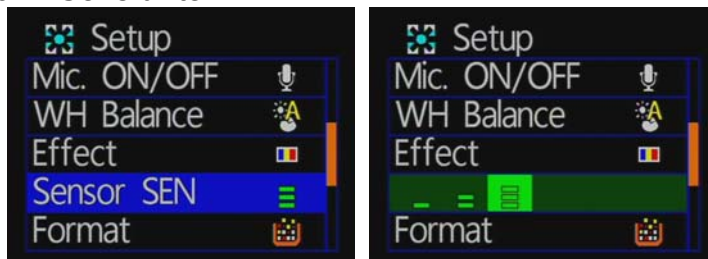 Setup
Mic. ON/OFF
WH Balance
Effect
Sensor SEN
Format
Setup
Mic. ON/OFF
WH Balance
Effect
Format